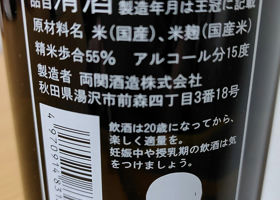 品目 清酒 製造年月は王冠に記載
原材料名 米(国産)、米麹(国産米)
精米歩合55% アルコール分15度
製造者 両関酒造株式会社
秋田県湯沢市前森四丁目3番18号
飲酒は20歳になってから、
楽しく適量を。
妊娠中や授乳期の飲酒は気
をつけましょう。